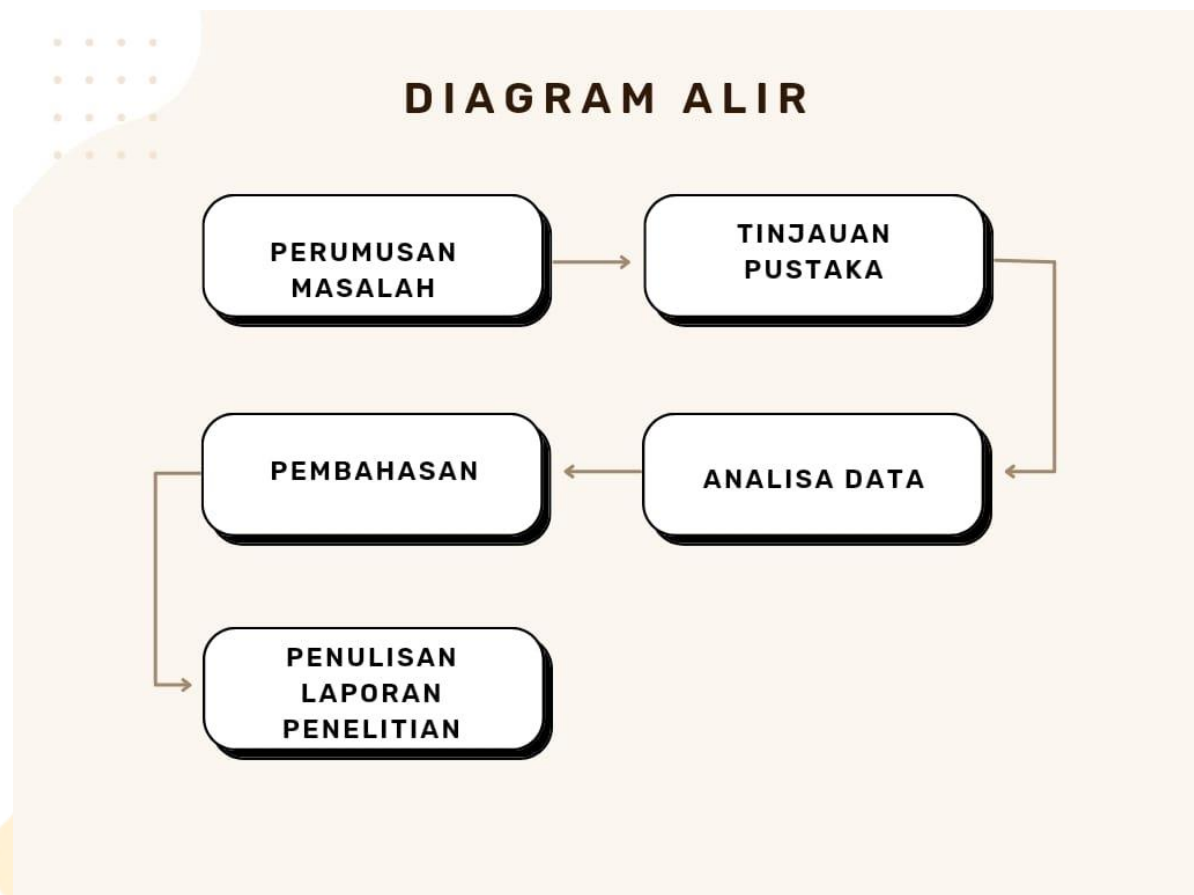 DIAGRAM ALIR
PERUMUSAN
MASALAH
TINJAUAN
PUSTAKA
ANALISA DATA
PEMBAHASAN
PENULISAN
LAPORAN
PENELITIAN